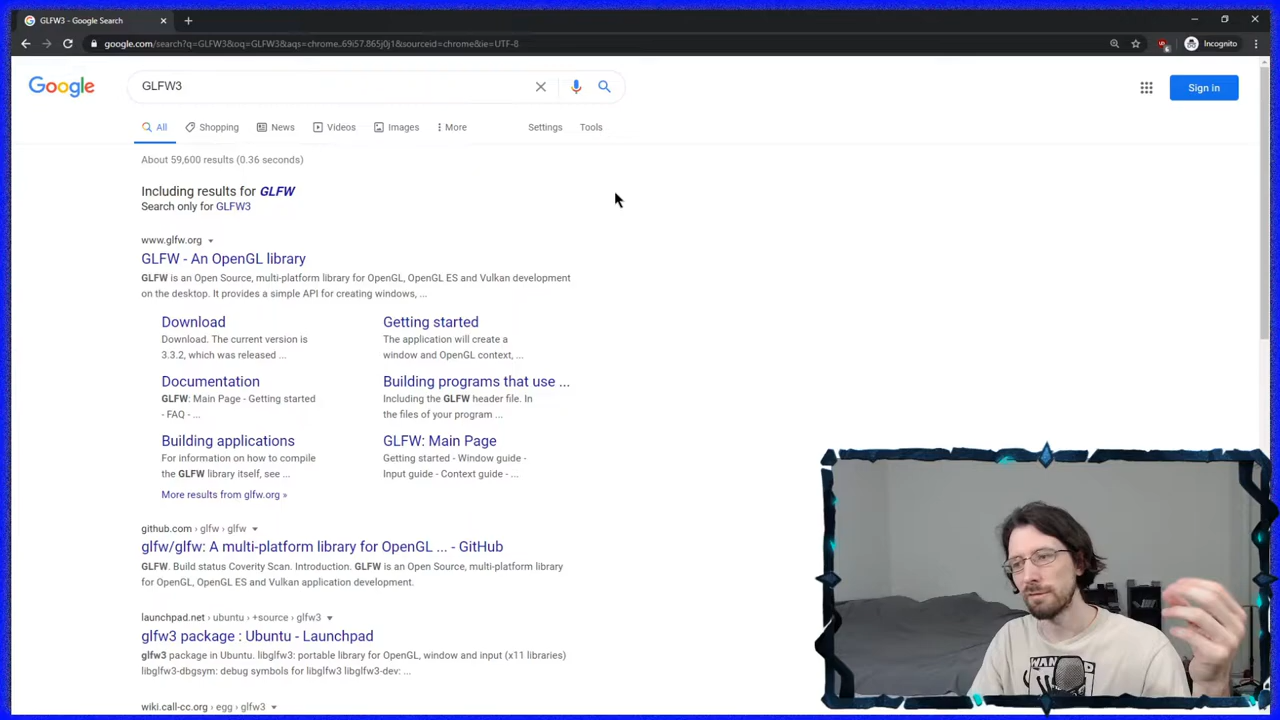 GLFW3 - Google Search
google.com/search?q=GLFW3&oq=GLFW3&aqs=chrome..69i57.865j0j1&sourceid=chrome&ie=UTF-8
6
Incognito
Google
GLFW3
Sign in
All
Shopping
News
Videos
Images
More
Settings
Tools
About 59,600 results (0.36 seconds)
Including results for GLFW
Search only for GLFW3
www.glfw.org
GLFW - An OpenGL library
GLFW is an Open Source, multi-platform library for OpenGL, OpenGL ES and Vulkan development
on the desktop. It provides a simple API for creating windows, ...
Download
Download. The current version is
3.3.2, which was released ...
Getting started
The application will create a
window and OpenGL context, ...
Documentation
GLFW: Main Page - Getting started
- FAQ - ...
Building programs that use ...
Including the GLFW header file. In
the files of your program ...
Building applications
For information on how to compile
the GLFW library itself, see ...
GLFW: Main Page
Getting started - Window guide -
Input guide - Context guide - ...
More results from glfw.org »
github.com › glfw › glfw
glfw/glfw: A multi-platform library for OpenGL ... - GitHub
GLFW. Build status Coverity Scan. Introduction. GLFW is an Open Source, multi-platform library
for OpenGL, OpenGL ES and Vulkan application development.
launchpad.net › ubuntu › +source › glfw3
glfw3 package : Ubuntu - Launchpad
glfw3 package in Ubuntu. libglfw3: portable library for OpenGL, window and input (x11 libraries)
libglfw3-dbgsym: debug symbols for libglfw3 libglfw3-dev: ...
wiki.call-cc.org › egg › glfw3
WANTED